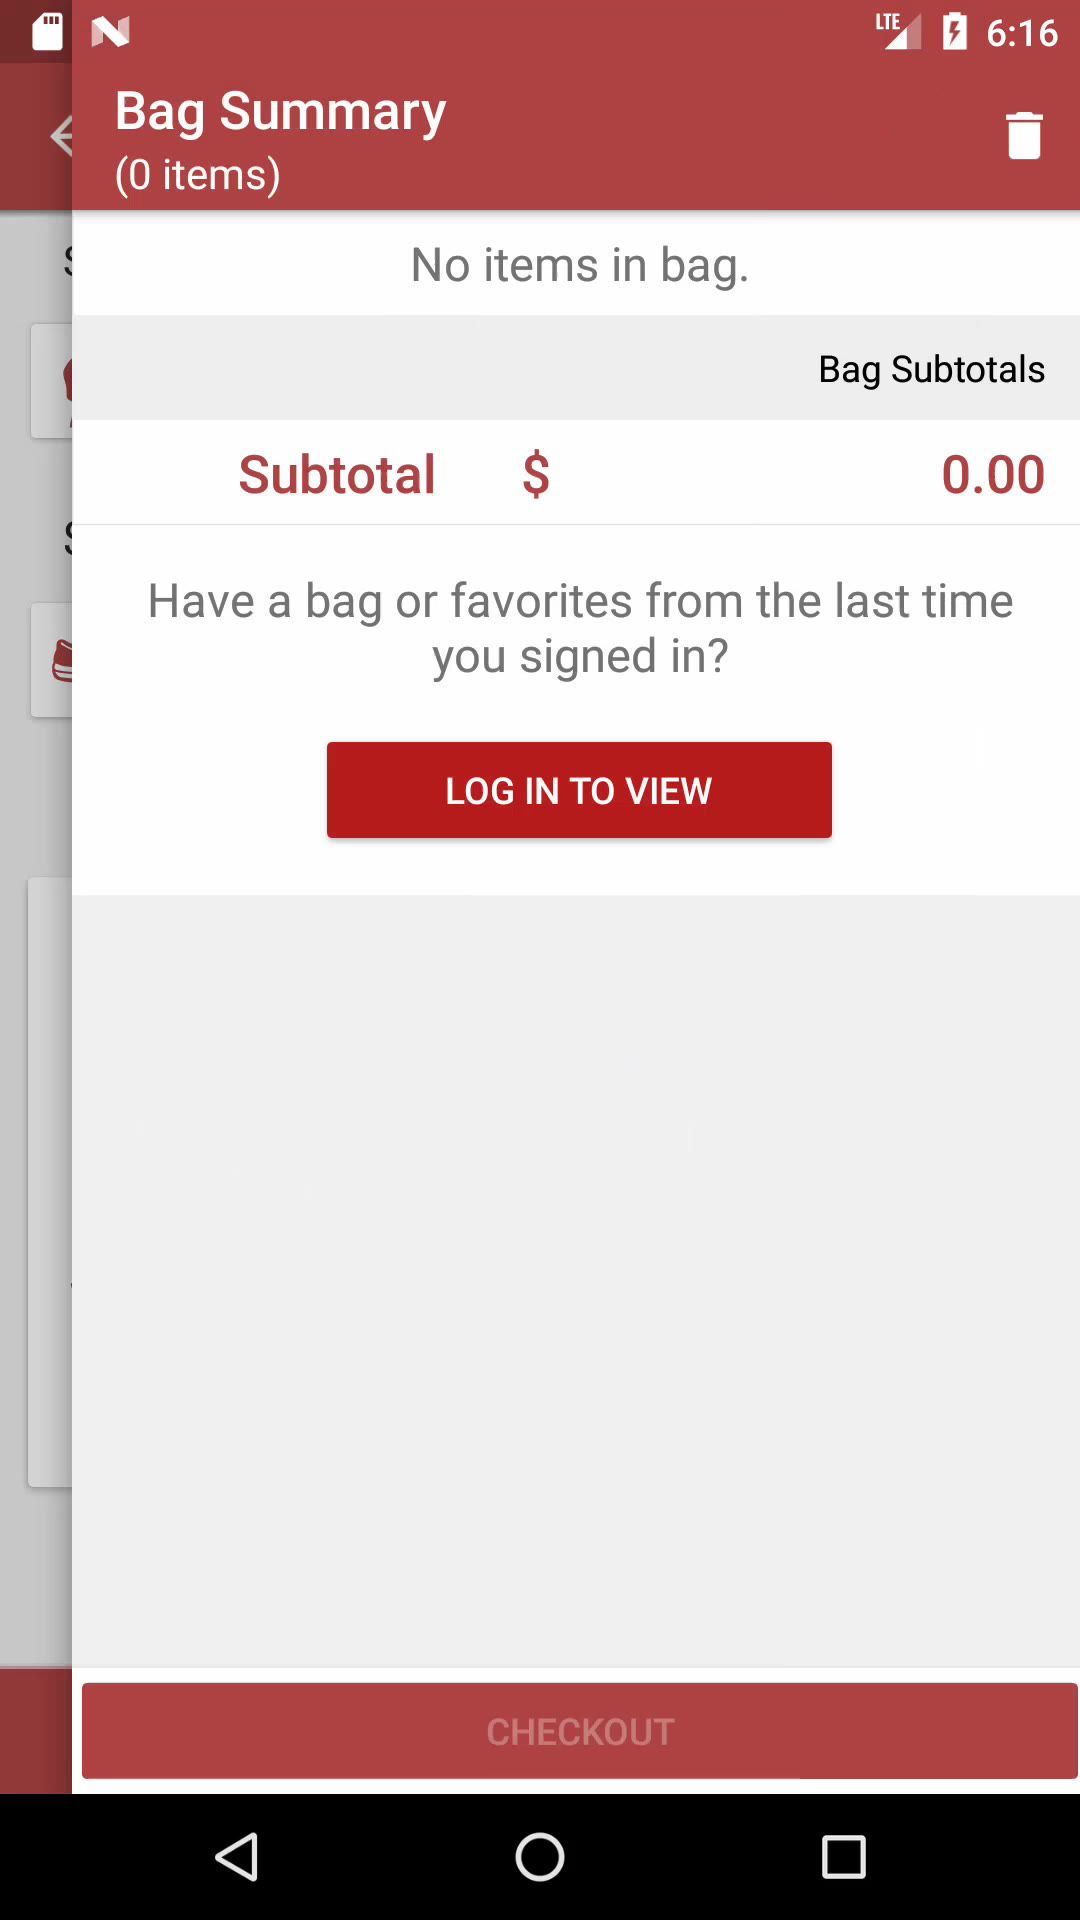 LTE 6:16
Bag Summary
(0 items)
No items in bag.
Bag Subtotals
Subtotal $ 0.00
Have a bag or favorites from the last time
you signed in?
LOG IN TO VIEW
CHECKOUT